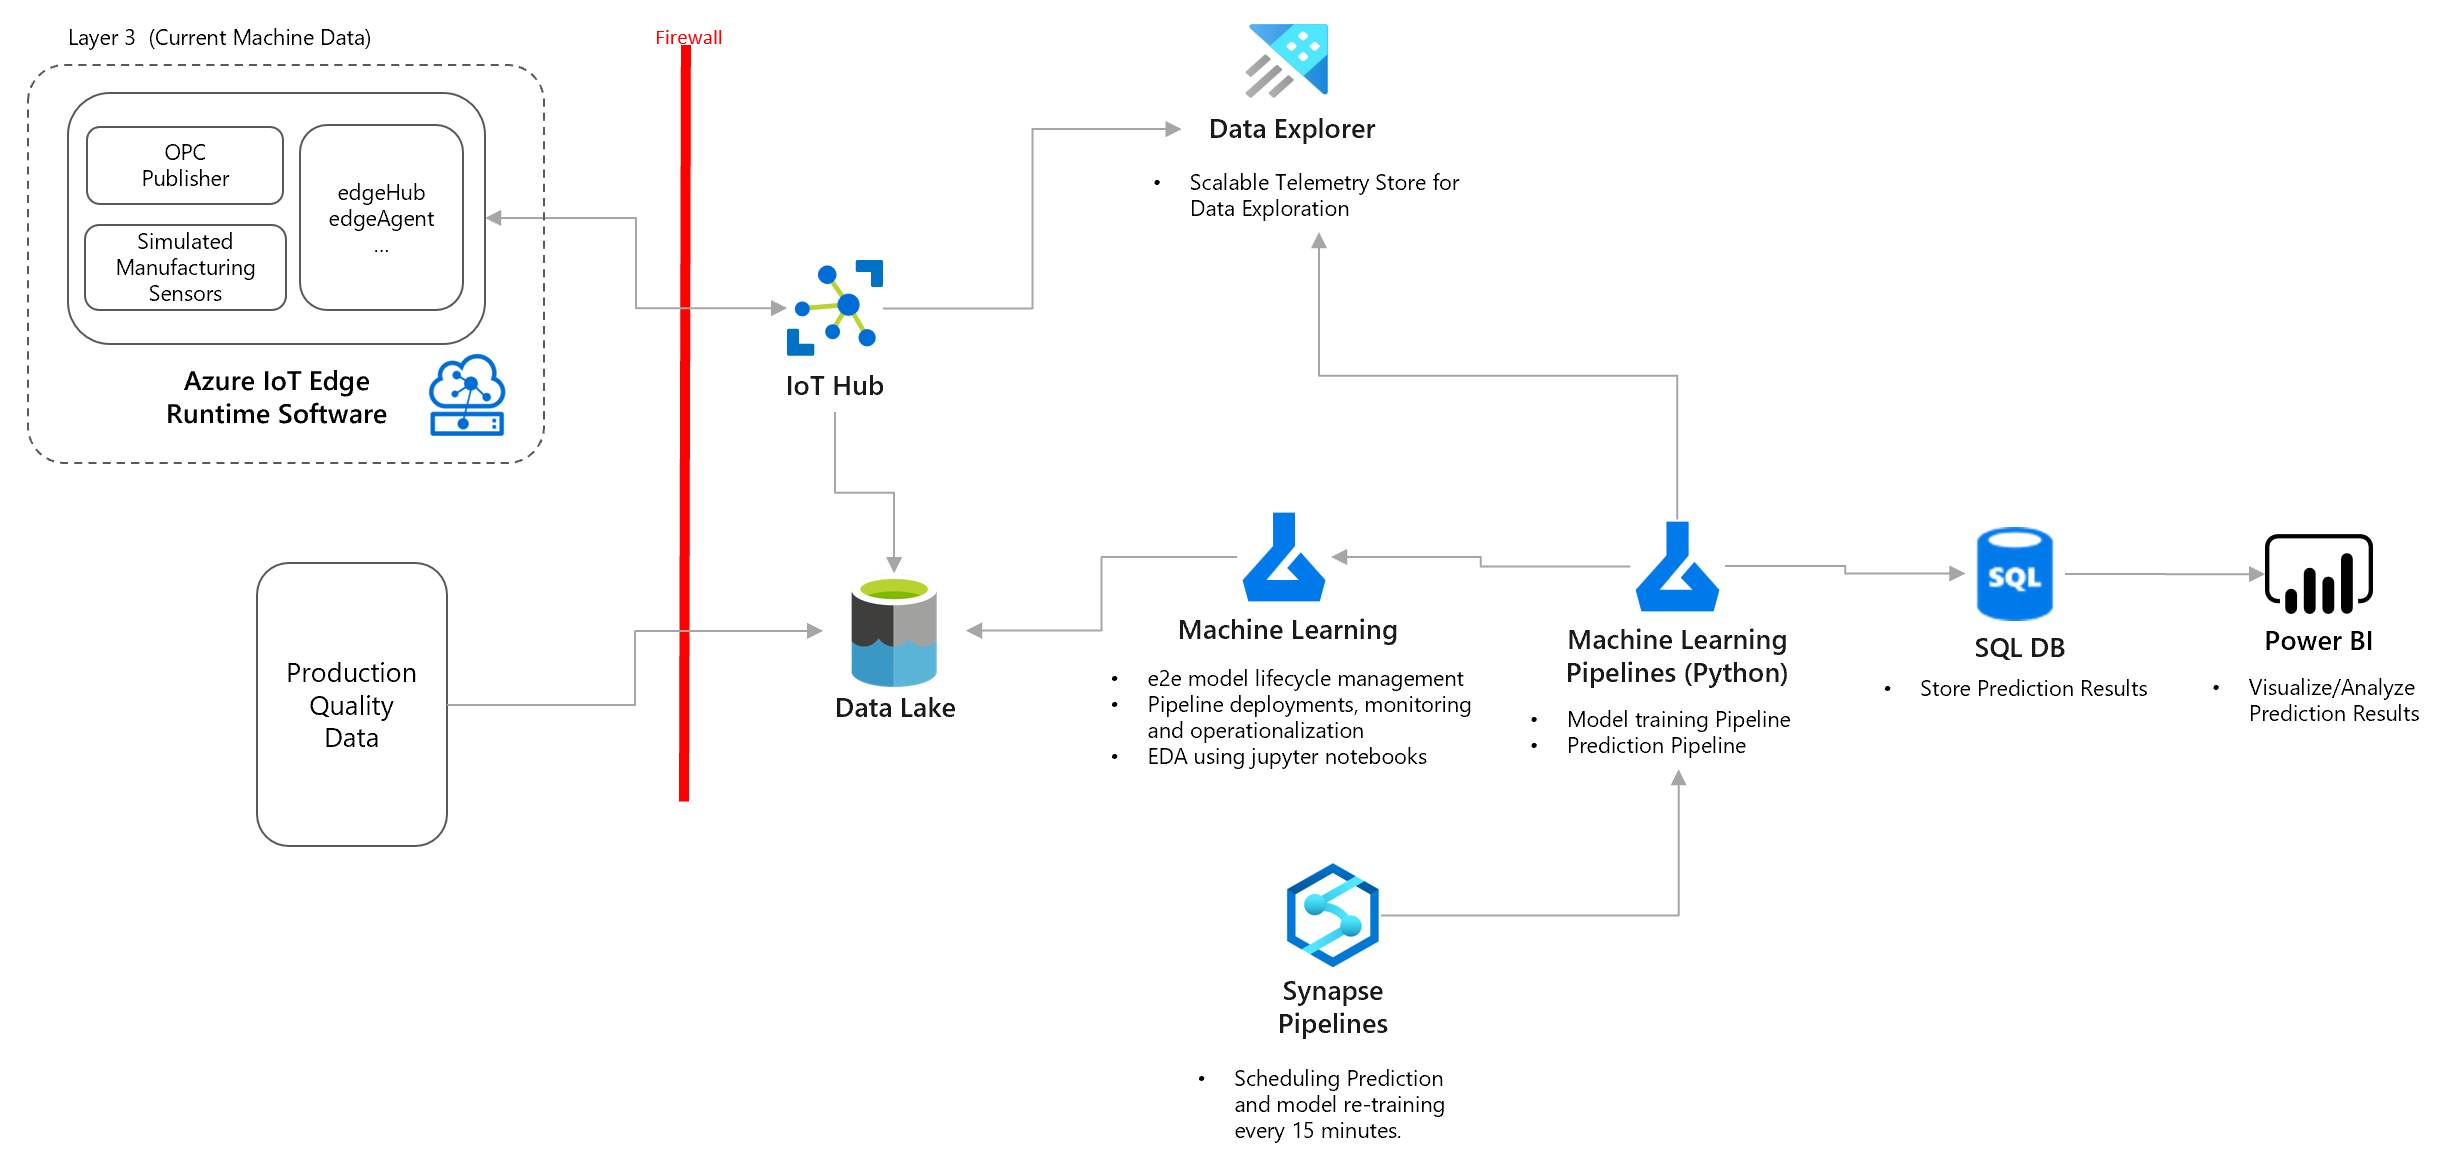 Layer 3  (Current Machine Data)
OPC
Publisher
Simulated
Manufacturing
Sensors
edgeHub
edgeAgent
...
Azure IoT Edge
Runtime Software
Firewall
IoT Hub
Data Explorer
• Scalable Telemetry Store for
Data Exploration
Production
Quality
Data
Data Lake
Machine Learning
• e2e model lifecycle management
• Pipeline deployments, monitoring
and operationalization
• EDA using jupyter notebooks
Machine Learning
Pipelines (Python)
• Model training Pipeline
• Prediction Pipeline
SQL
SQL DB
• Store Prediction Results
Power BI
• Visualize/Analyze
Prediction Results
Synapse
Pipelines
• Scheduling Prediction
and model re-training
every 15 minutes.